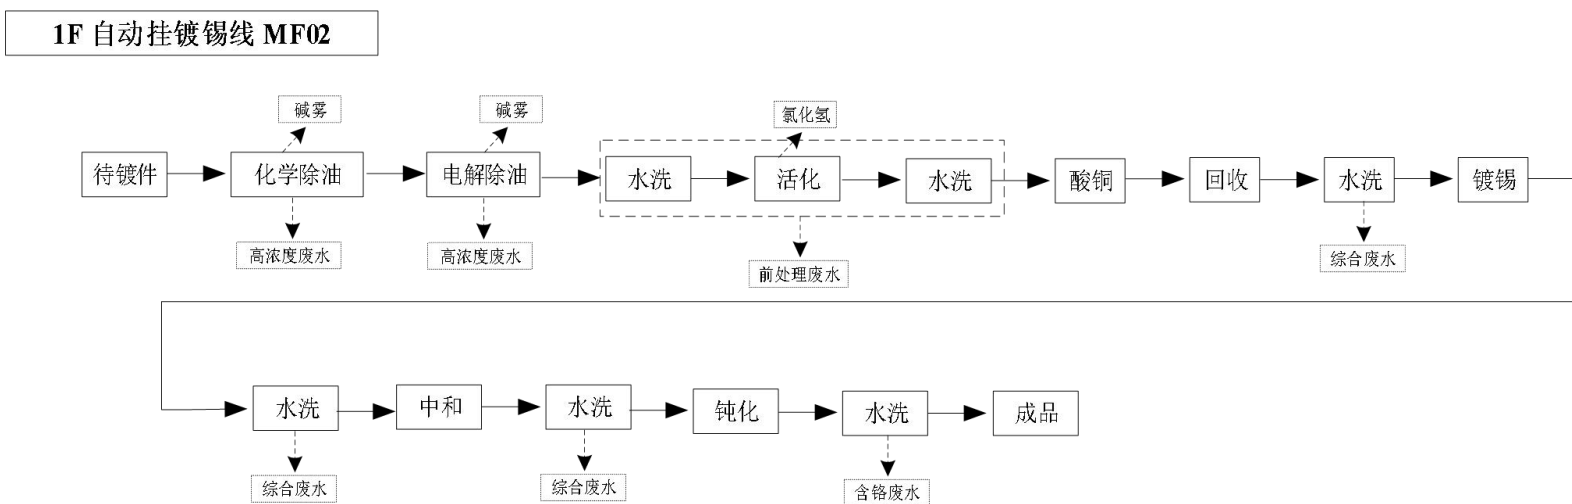 1F 自动挂镀锡线 MF02
碱雾
碱雾
氯化氢
待镀件
化学除油
电解除油
水洗
活化
水洗
酸铜
回收
水洗
镀锡
高浓度废水
高浓度废水
前处理废水
综合废水
水洗
中和
水洗
钝化
水洗
成品
综合废水
综合废水
含铬废水